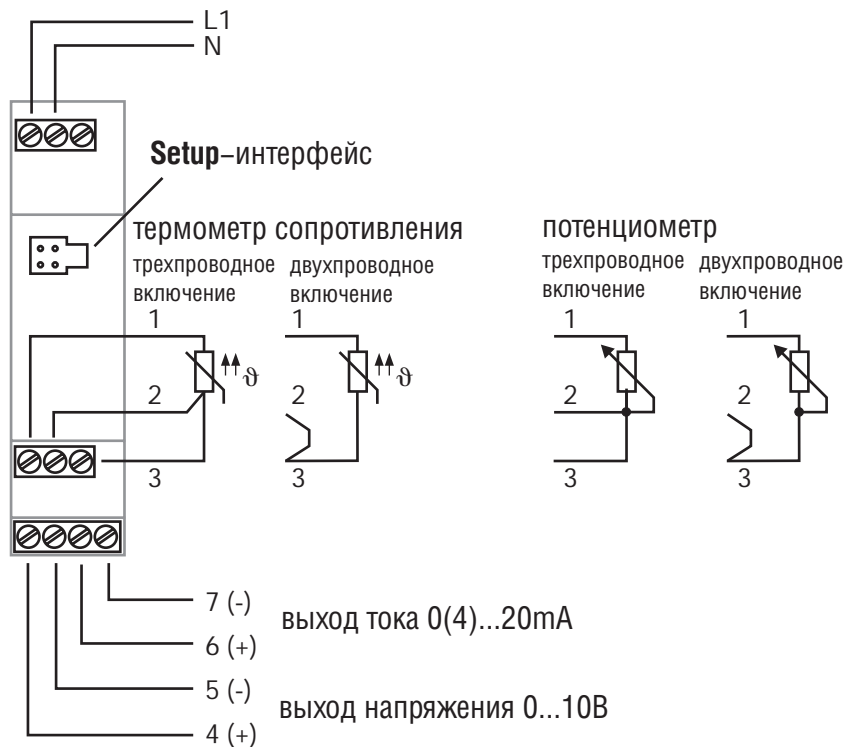 L1
N
Setup–интерфейс
термометр сопротивления
трехпроводное включение
двухпроводное включение
1
2
3
ϑ
1
2
3
ϑ
потенциометр
трехпроводное включение
двухпроводное включение
1
2
3
1
2
3
7 (-)
6 (+)
выход тока 0(4)...20mA
5 (-)
4 (+)
выход напряжения 0...10В